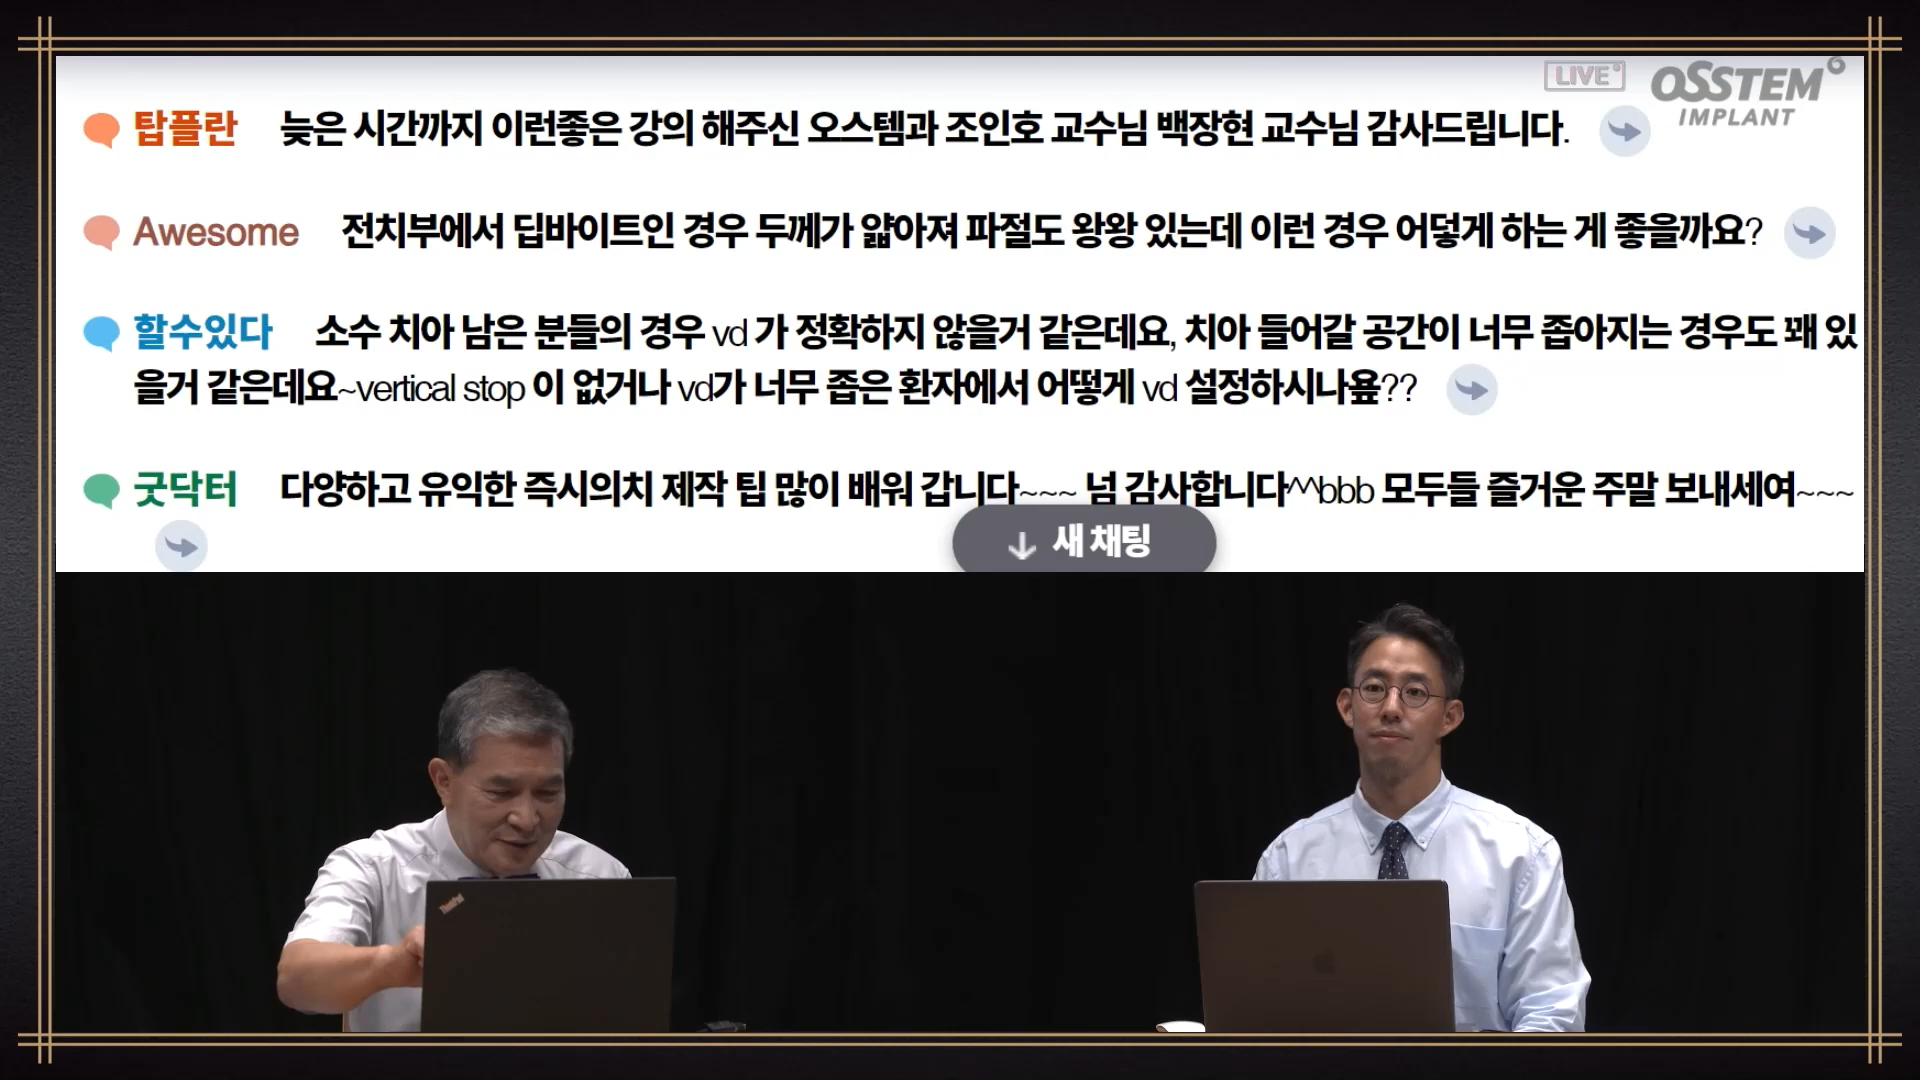 LIVE
OSSTEM
IMPLANT
탑플란 늦은 시간까지 이런좋은 강의 해주신 오스템과 조인호 교수님 백장현 교수님 감사드립니다.
Awesome 전치부에서 딥바이트인 경우 두께가 얇아져 파절도 왕왕 있는데 이런 경우 어덯게 하는 게 좋을까요?
할수있다 소수 치아 남은 분들의 경우 vd 가 정확하지 않을거 같은데요, 치아 들어갈 공간이 너무 좁아지는 경우도 꽤 있
을거 같은데요~vertical stop 이 없거나 vd가 너무 좁은 환자에서 어떻게 vd 설정하시나욮??
굿닥터 다양하고 유익한 즉시의치 제작 팁 많이 배워 갑니다~~~ 넘 감사합니다^^bbb 모두들 즐거운 주말 보내세여~~~
↓ 새 채팅
ThinkPad